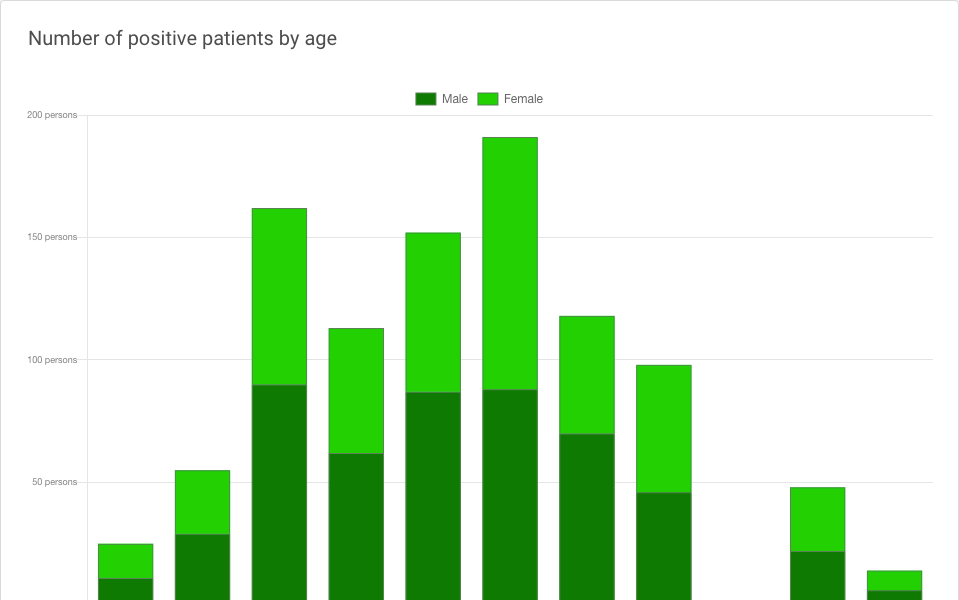 Number of positive patients by age
Male Female
200 persons
150 persons
100 persons
50 persons